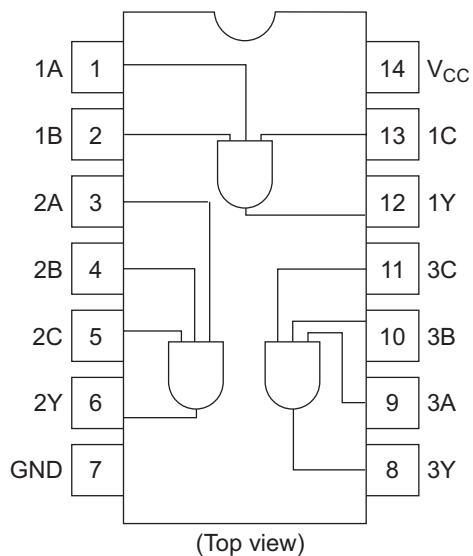 1A 1 14 VCC
1B 2 13 1C
2A 3 12 1Y
2B 4 11 3C
2C 5 10 3B
2Y 6 9 3A
GND 7 8 3Y
(Top view)